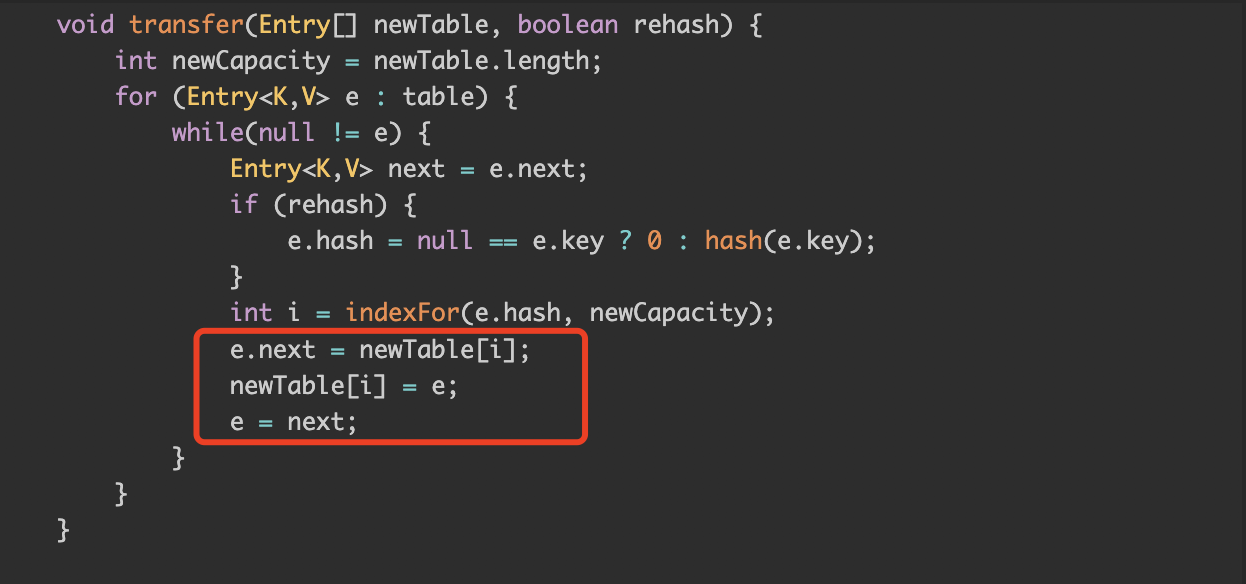 void transfer(Entry[] newTable, boolean rehash) {
    int newCapacity = newTable.length;
    for (Entry<K,V> e : table) {
        while(null != e) {
            Entry<K,V> next = e.next;
            if (rehash) {
                e.hash = null == e.key ? 0 : hash(e.key);
            }
            int i = indexFor(e.hash, newCapacity);
            e.next = newTable[i];
            newTable[i] = e;
            e = next;
        }
    }
}